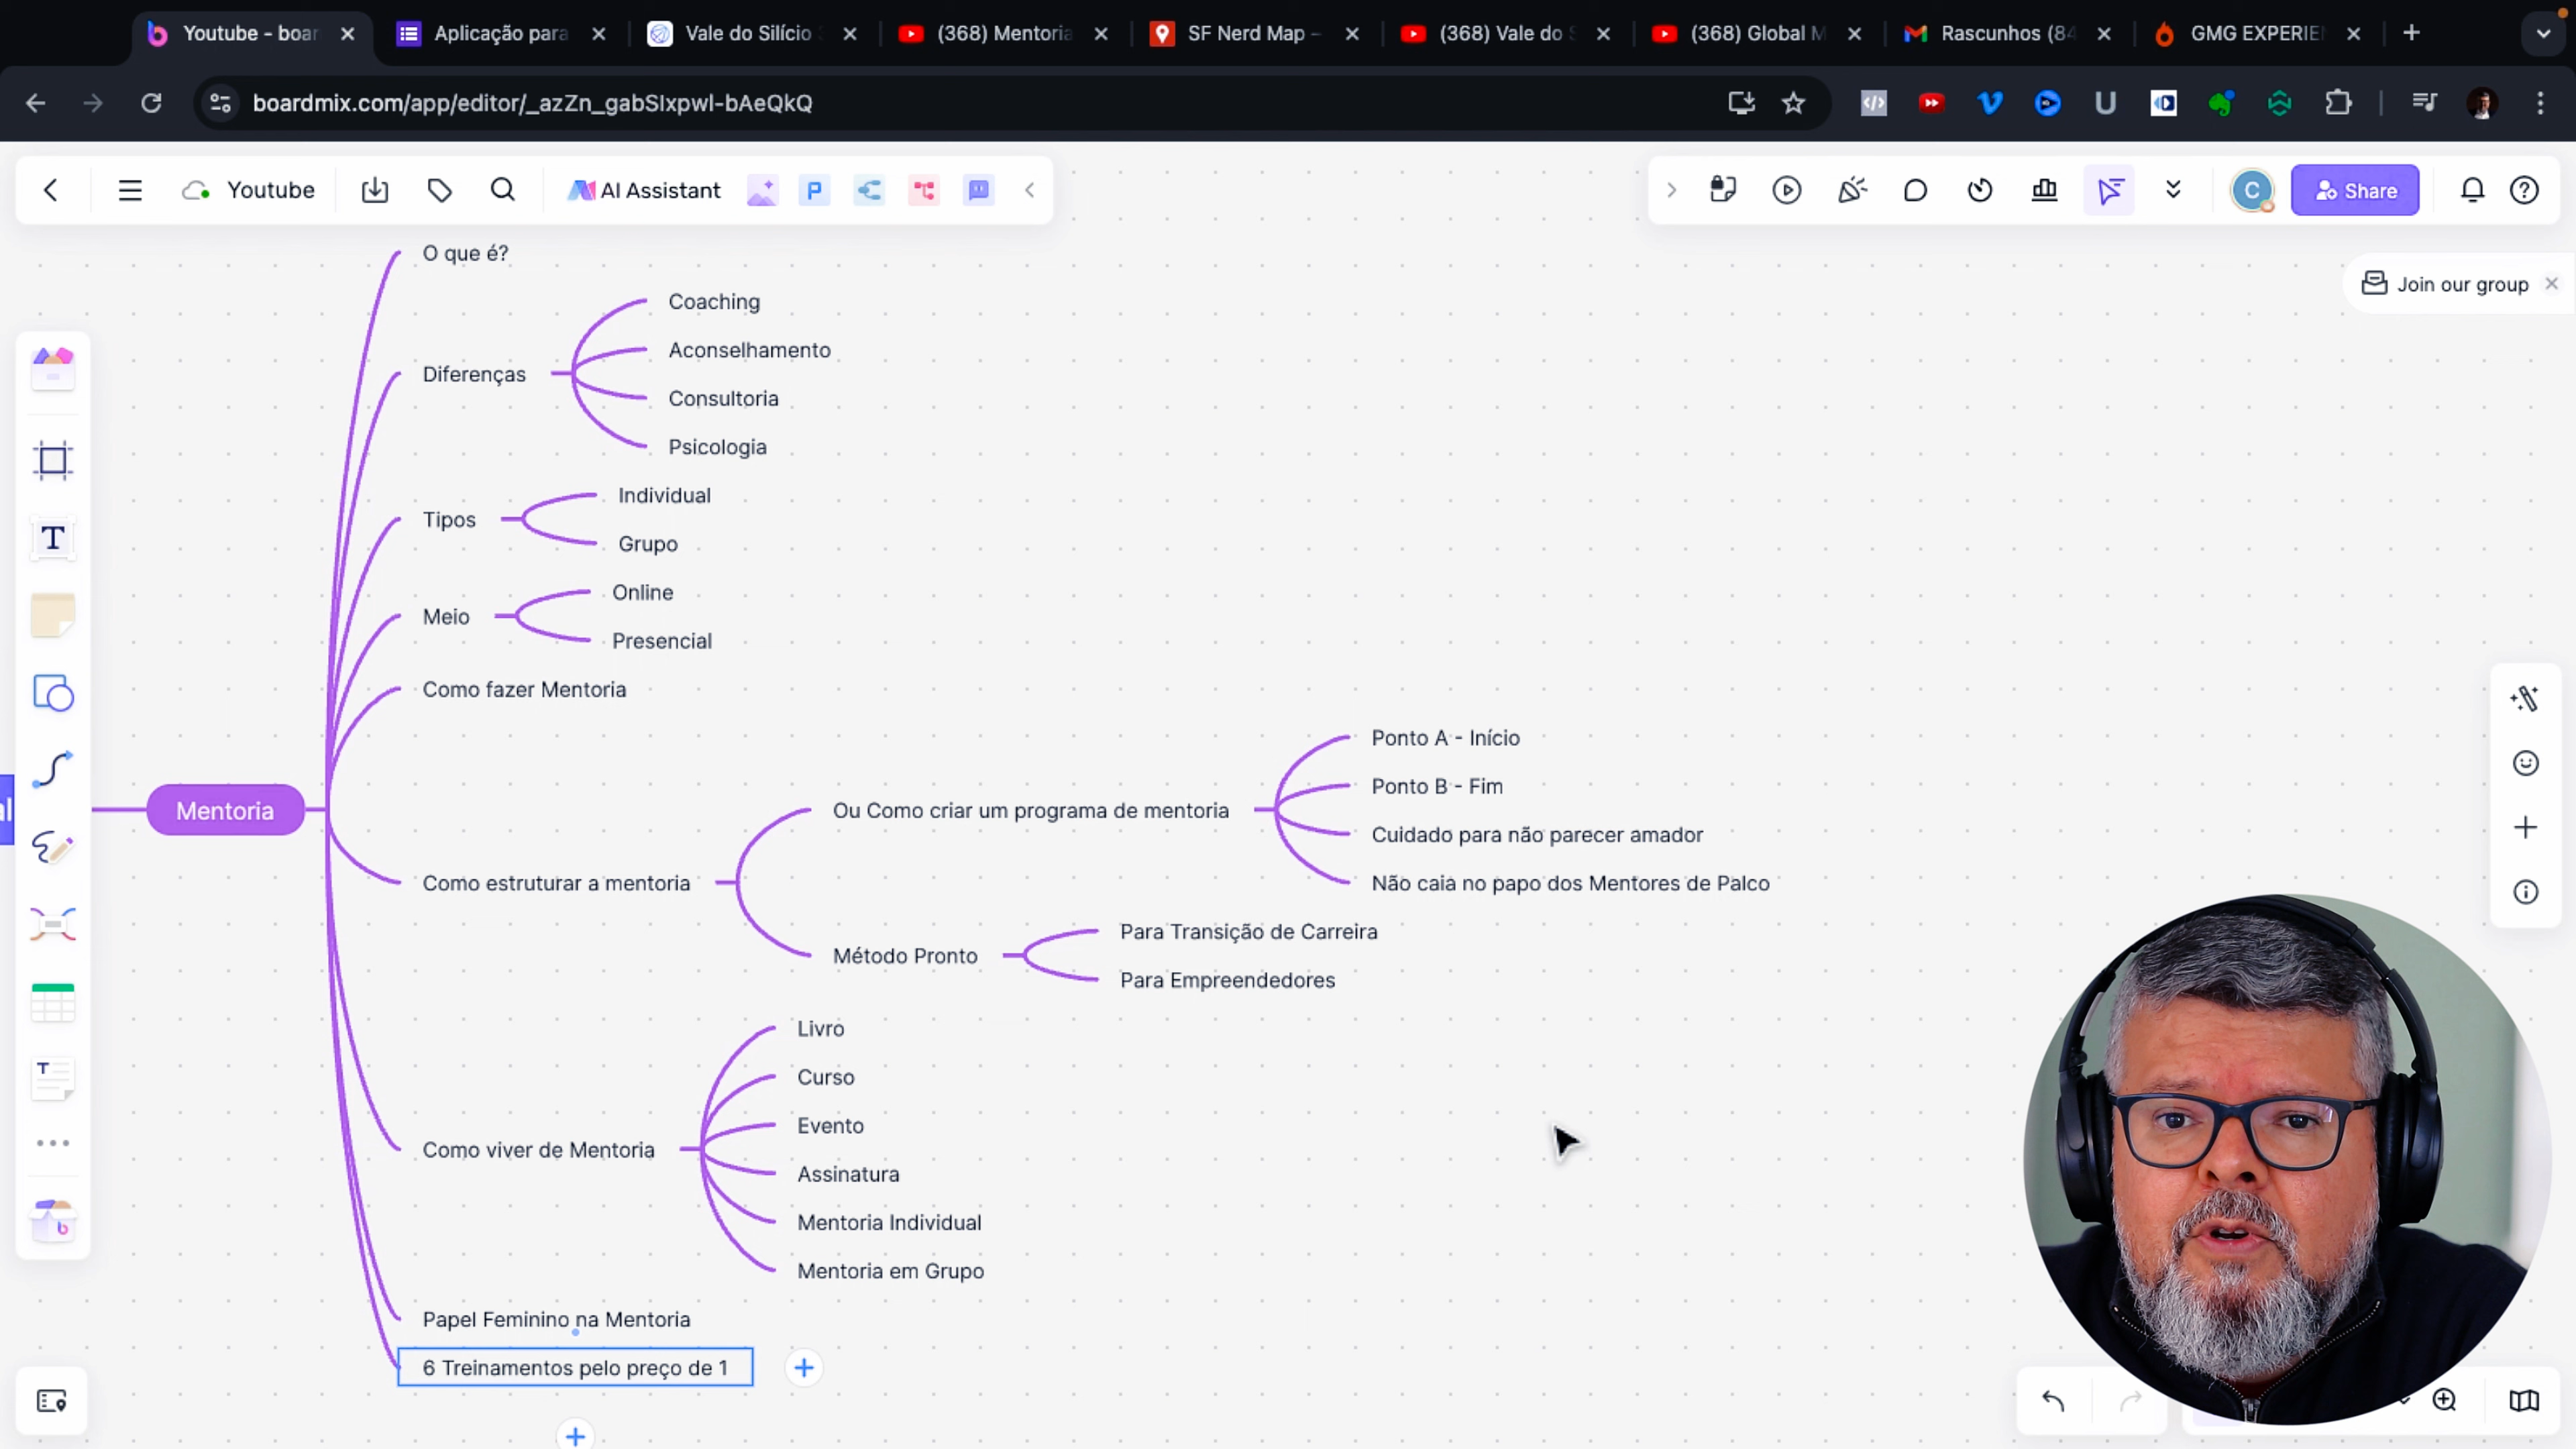 Youtube - boar
Aplicação para
Vale do Silício
(368) Mentoria
SF Nerd Map -
(368) Vale do
(368) Global M
Rascunhos (84
GMG EXPERIE
boardmix.com/app/editor/_azZn_gabSIxpwI-bAeQkQ
Youtube
AI Assistant
C
Share
Join our group
O que é?
Diferenças
Coaching
Aconselhamento
Consultoria
Psicologia
Tipos
Individual
Grupo
Meio
Online
Presencial
Como fazer Mentoria
Mentoria
Como estruturar a mentoria
Ou Como criar um programa de mentoria
Ponto A - Início
Ponto B - Fim
Cuidado para não parecer amador
Não caia no papo dos Mentores de Palco
Método Pronto
Para Transição de Carreira
Para Empreendedores
Como viver de Mentoria
Livro
Curso
Evento
Assinatura
Mentoria Individual
Mentoria em Grupo
Papel Feminino na Mentoria
6 Treinamentos pelo preço de 1